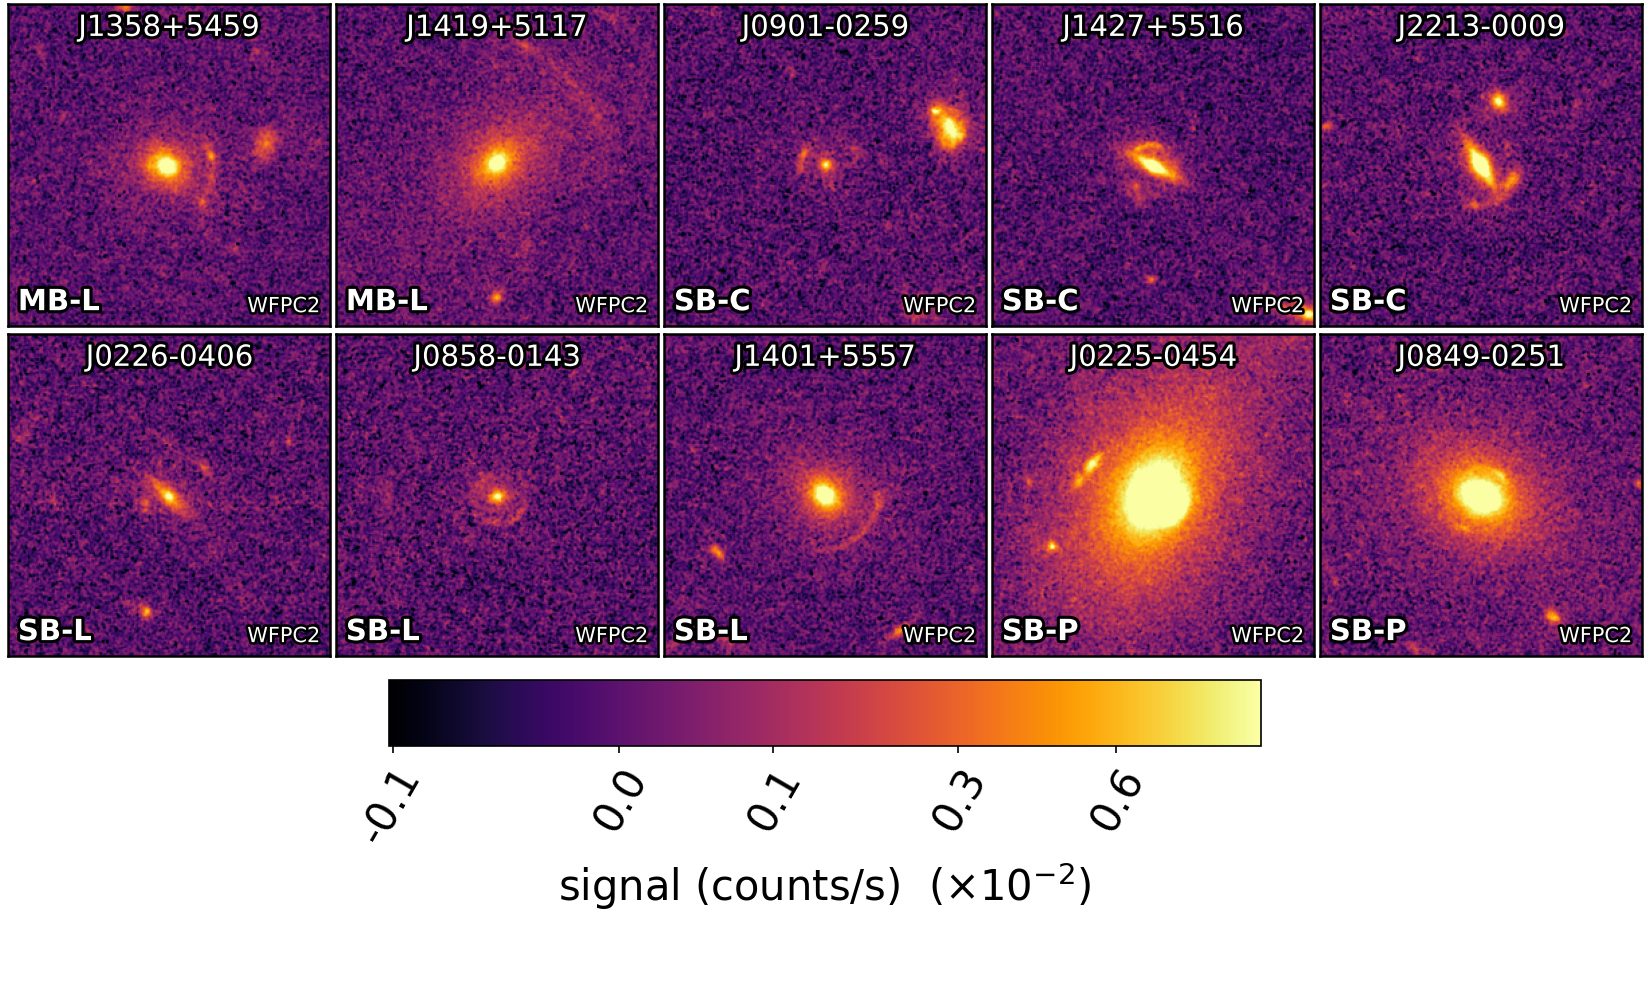 J1358+5459
J1419+5117
J0901-0259
J1427+5516
J2213-0009
MB-L WFPC2
MB-L WFPC2
SB-C WFPC2
SB-C WFPC2
SB-C WFPC2
J0226-0406
J0858-0143
J1401+5557
J0225-0454
J0849-0251
SB-L WFPC2
SB-L WFPC2
SB-L WFPC2
SB-P WFPC2
SB-P WFPC2
-0.1 0.0 0.1 0.3 0.6
signal (counts/s) (×10⁻²)